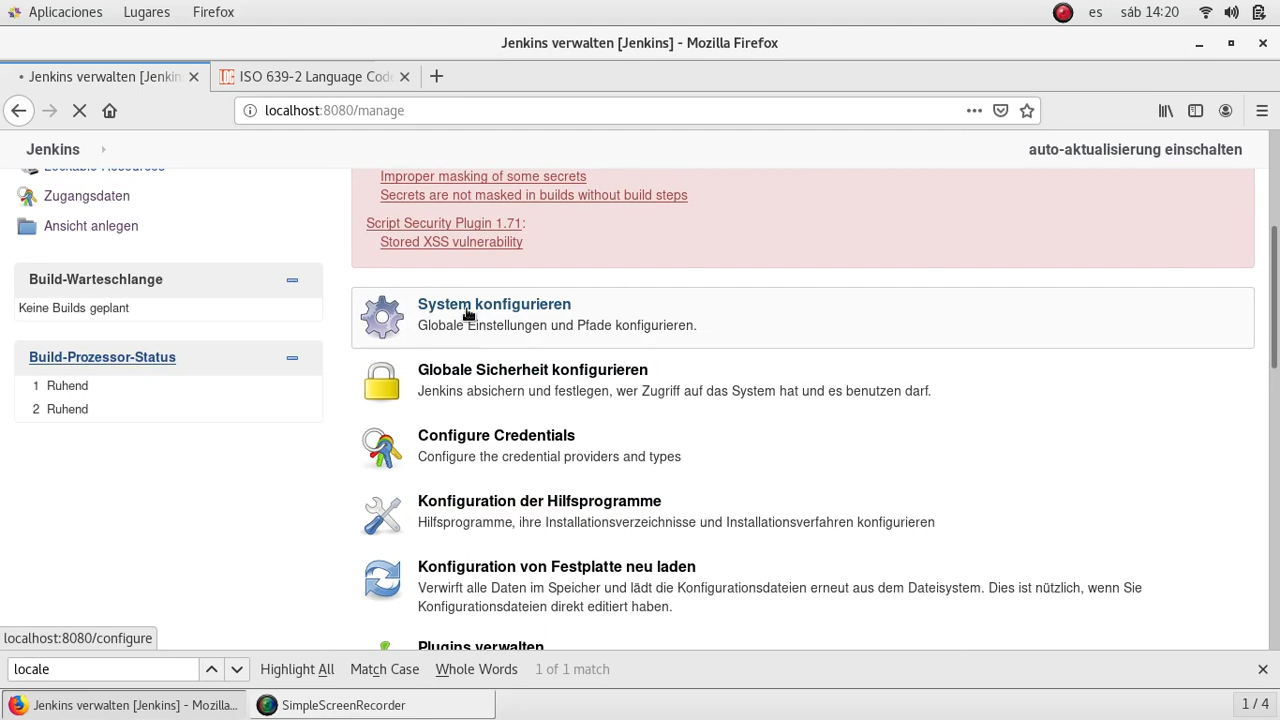 Aplicaciones Lugares Firefox es sáb 14:20
Jenkins verwalten [Jenkins] - Mozilla Firefox
Jenkins verwalten [Jenkin ISO 639-2 Language Cod
localhost:8080/manage
Jenkins auto-aktualisierung einschalten
Lockable Resources
Zugangsdaten
Ansicht anlegen
Build-Warteschlange
Keine Builds geplant
Build-Prozessor-Status
1 Ruhend
2 Ruhend
Improper masking of some secrets
Secrets are not masked in builds without build steps
Script Security Plugin 1.71:
Stored XSS vulnerability
System konfigurieren
Globale Einstellungen und Pfade konfigurieren.
Globale Sicherheit konfigurieren
Jenkins absichern und festlegen, wer Zugriff auf das System hat und es benutzen darf.
Configure Credentials
Configure the credential providers and types
Konfiguration der Hilfsprogramme
Hilfsprogramme, ihre Installationsverzeichnisse und Installationsverfahren konfigurieren
Konfiguration von Festplatte neu laden
Verwirft alle Daten im Speicher und lädt die Konfigurationsdateien erneut aus dem Dateisystem. Dies ist nützlich, wenn Sie
Konfigurationsdateien direkt editiert haben.
Plugins verwalten
localhost:8080/configure
locale Highlight All Match Case Whole Words 1 of 1 match
Jenkins verwalten [Jenkins] - Mozilla... SimpleScreenRecorder 1 / 4